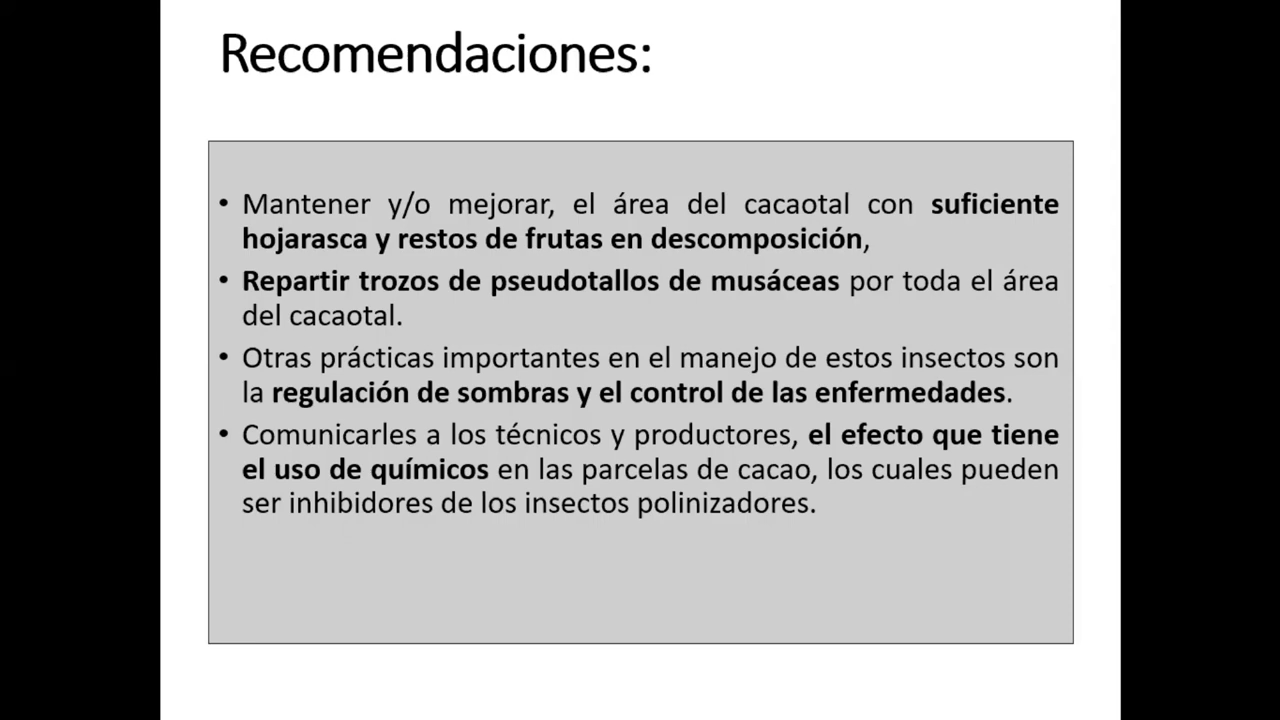 Recomendaciones:
• Mantener y/o mejorar, el área del cacaotal con suficiente
hojarasca y restos de frutas en descomposición,
• Repartir trozos de pseudotallos de musáceas por toda el área
del cacaotal.
• Otras prácticas importantes en el manejo de estos insectos son
la regulación de sombras y el control de las enfermedades.
• Comunicarles a los técnicos y productores, el efecto que tiene
el uso de químicos en las parcelas de cacao, los cuales pueden
ser inhibidores de los insectos polinizadores.